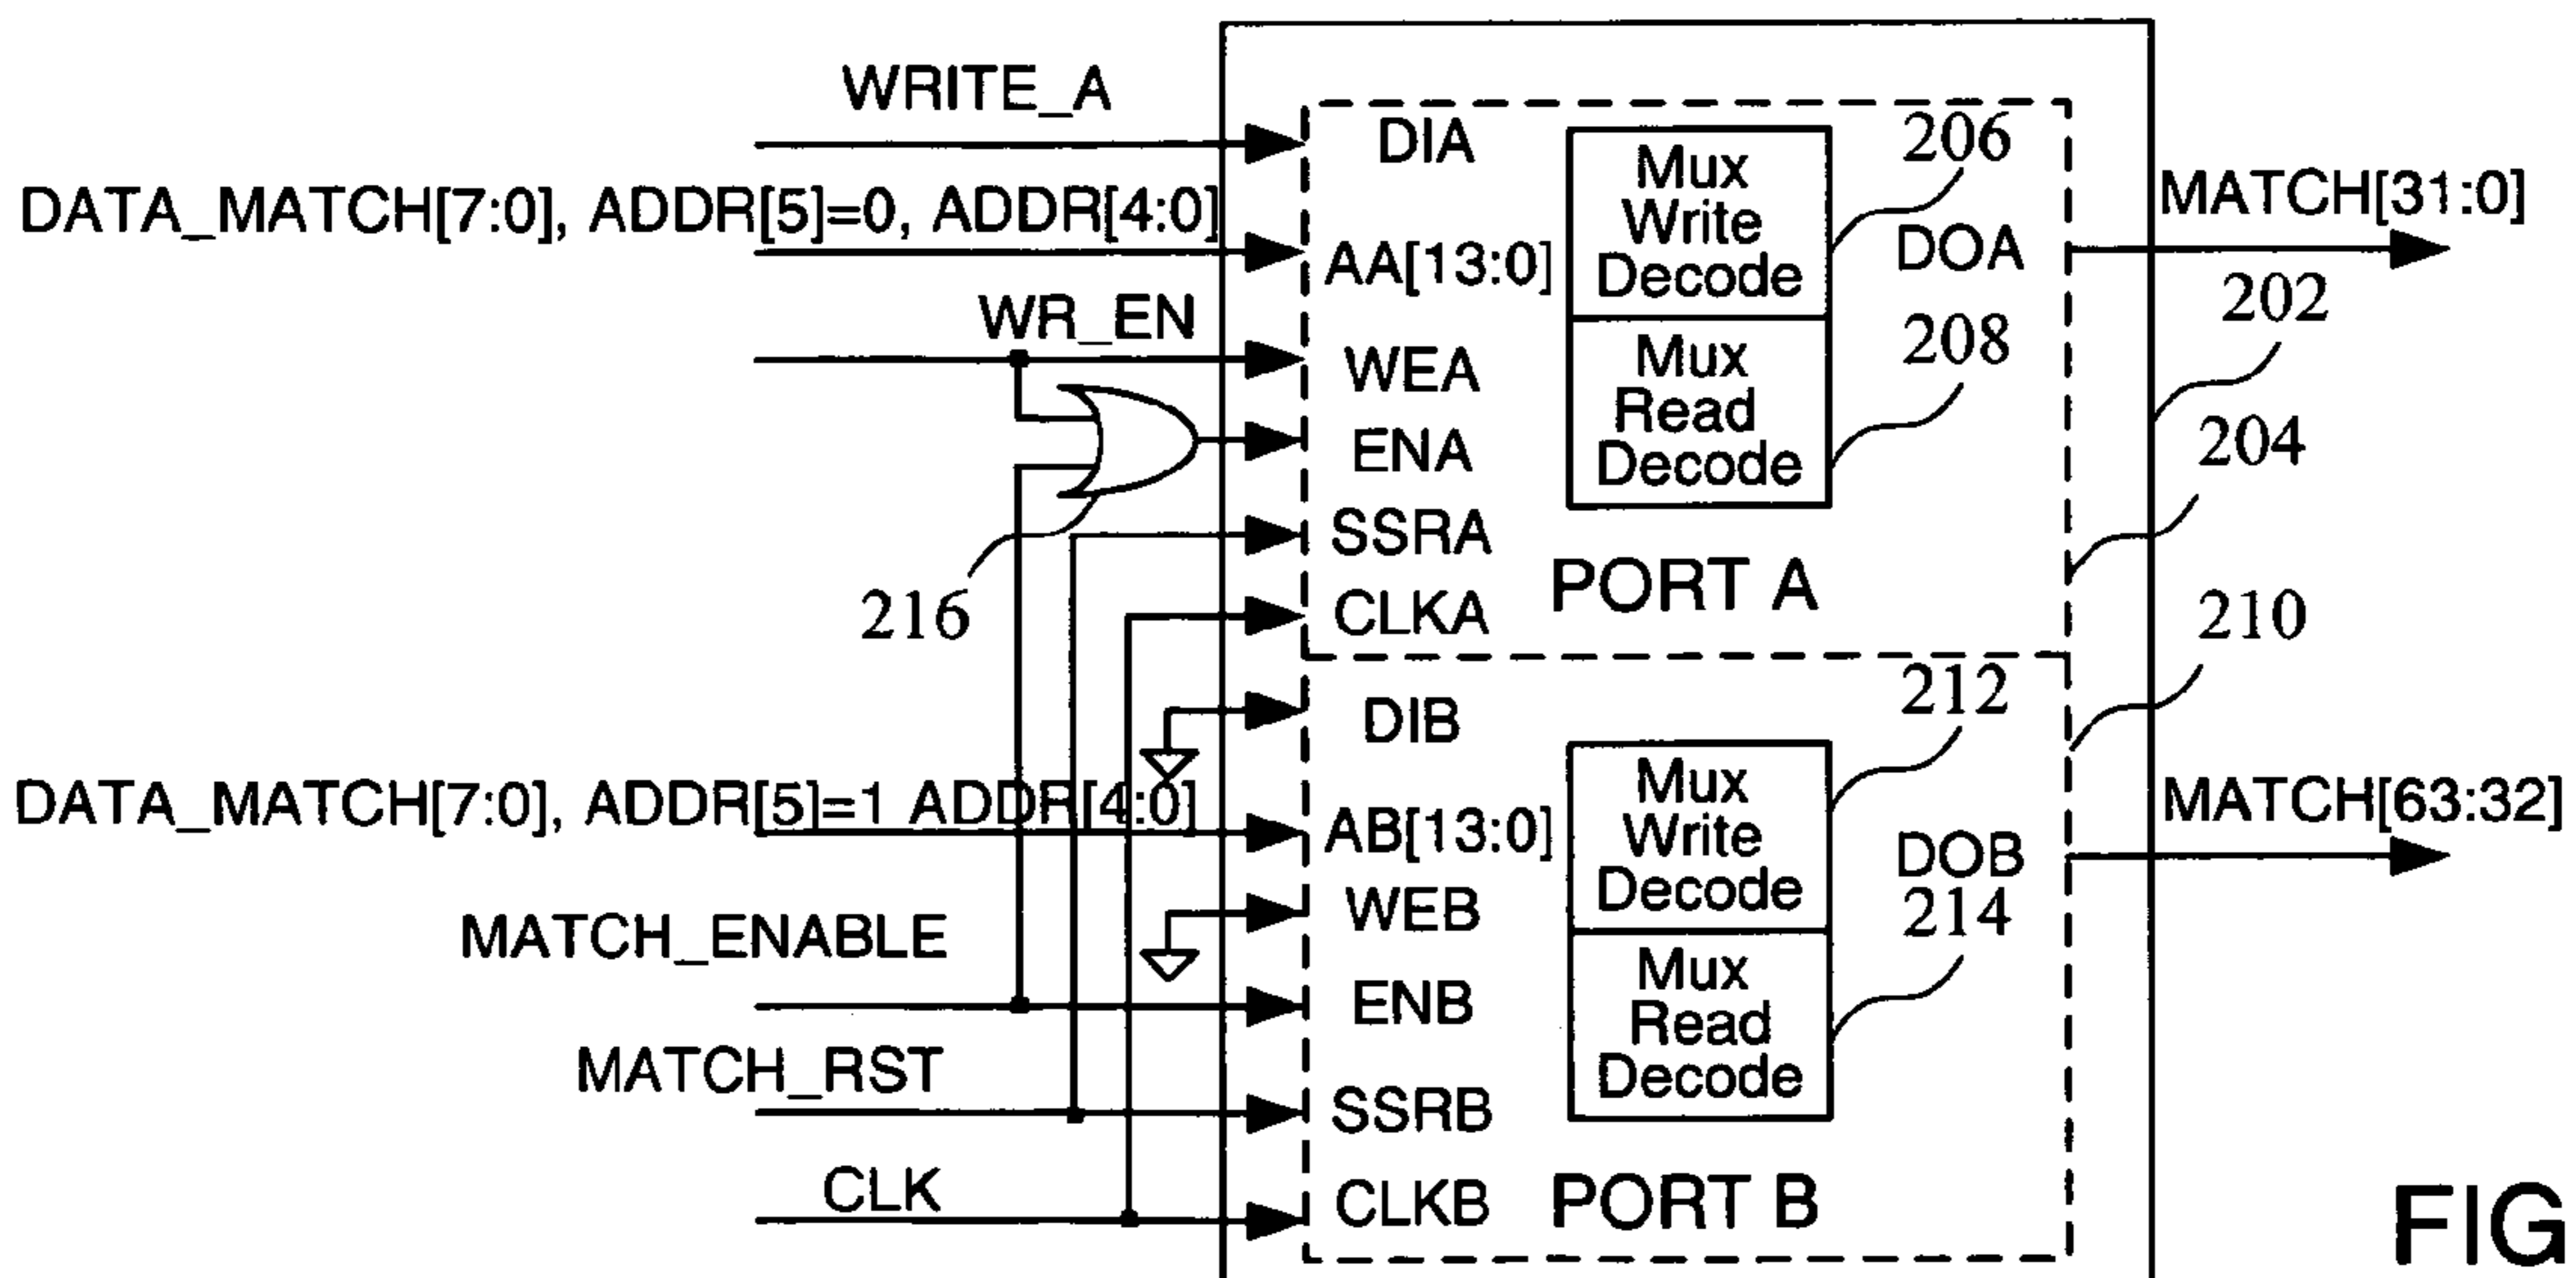 WRITE_A
DIA
Mux
Write
Decode
206
DATA_MATCH[7:0], ADDR[5]=0, ADDR[4:0]
AA[13:0]
DOA
MATCH[31:0]
202
WR_EN
WEA
Mux
Read
Decode
208
ENA
204
SSRA
216
CLKA
PORT A
210
DIB
212
Mux
Write
Decode
DATA_MATCH[7:0], ADDR[5]=1 ADDR[4:0]
AB[13:0]
DOB
MATCH[63:32]
WEB
214
MATCH_ENABLE
ENB
Mux
Read
Decode
MATCH_RST
SSRB
CLK
CLKB
PORT B
FIG